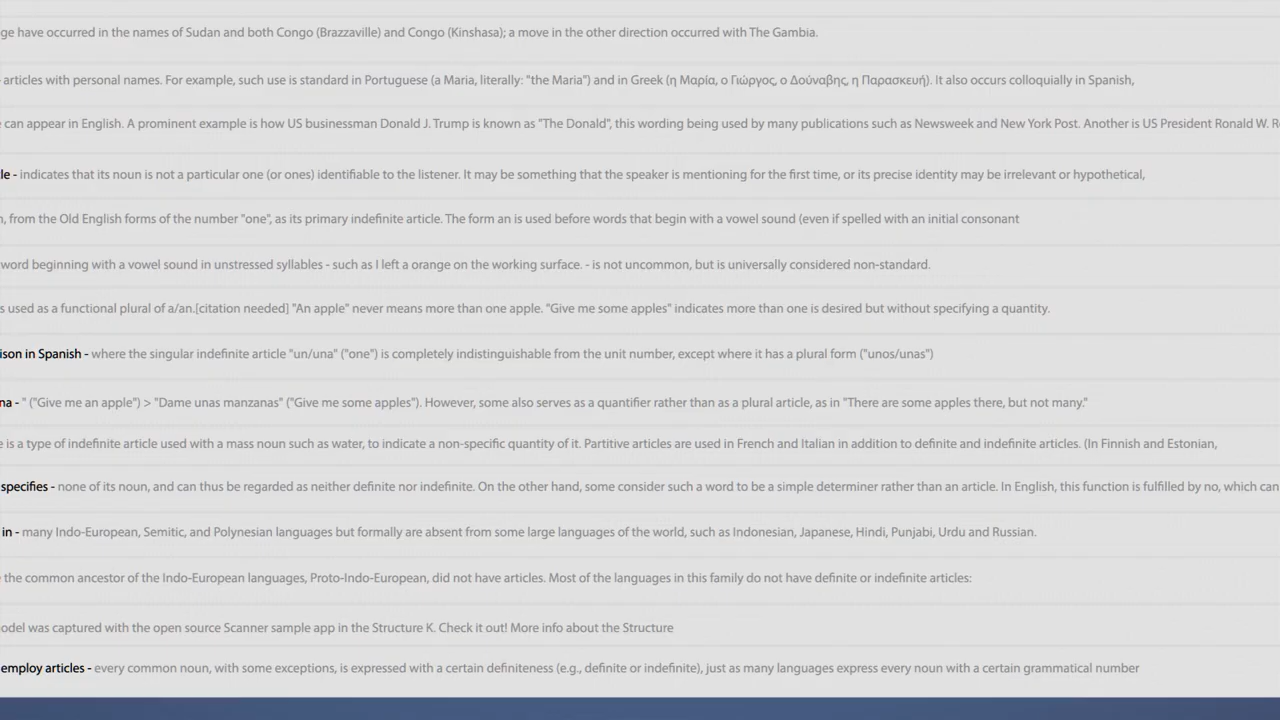 ge have occurred in the names of Sudan and both Congo (Brazzaville) and Congo (Kinshasa); a move in the other direction occurred with The Gambia.
articles with personal names. For example, such use is standard in Portuguese (a Maria, literally: "the Maria") and in Greek (η Μαρία, ο Γιώργος, ο Δούναβης, η Παρασκευή). It also occurs colloquially in Spanish,
can appear in English. A prominent example is how US businessman Donald J. Trump is known as "The Donald", this wording being used by many publications such as Newsweek and New York Post. Another is US President Ronald W. R
le - indicates that its noun is not a particular one (or ones) identifiable to the listener. It may be something that the speaker is mentioning for the first time, or its precise identity may be irrelevant or hypothetical,
, from the Old English forms of the number "one", as its primary indefinite article. The form an is used before words that begin with a vowel sound (even if spelled with an initial consonant
word beginning with a vowel sound in unstressed syllables - such as I left a orange on the working surface. - is not uncommon, but is universally considered non-standard.
s used as a functional plural of a/an.[citation needed] "An apple" never means more than one apple. "Give me some apples" indicates more than one is desired but without specifying a quantity.
ison in Spanish - where the singular indefinite article "un/una" ("one") is completely indistinguishable from the unit number, except where it has a plural form ("unos/unas")
na - " ("Give me an apple") > "Dame unas manzanas" ("Give me some apples"). However, some also serves as a quantifier rather than as a plural article, as in "There are some apples there, but not many."
e is a type of indefinite article used with a mass noun such as water, to indicate a non-specific quantity of it. Partitive articles are used in French and Italian in addition to definite and indefinite articles. (In Finnish and Estonian,
specifies - none of its noun, and can thus be regarded as neither definite nor indefinite. On the other hand, some consider such a word to be a simple determiner rather than an article. In English, this function is fulfilled by no, which can
in - many Indo-European, Semitic, and Polynesian languages but formally are absent from some large languages of the world, such as Indonesian, Japanese, Hindi, Punjabi, Urdu and Russian.
the common ancestor of the Indo-European languages, Proto-Indo-European, did not have articles. Most of the languages in this family do not have definite or indefinite articles:
odel was captured with the open source Scanner sample app in the Structure K. Check it out! More info about the Structure
employ articles - every common noun, with some exceptions, is expressed with a certain definiteness (e.g., definite or indefinite), just as many languages express every noun with a certain grammatical number